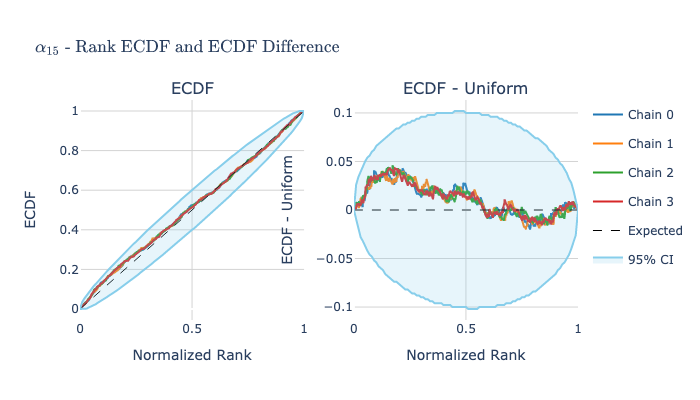 α₁₅ - Rank ECDF and ECDF Difference
ECDF
ECDF - Uniform
ECDF
1
0.8
0.6
0.4
0.2
0
0
0.5
1
Normalized Rank
ECDF - Uniform
0.1
0.05
0
−0.05
−0.1
0
0.5
1
Normalized Rank
Chain 0
Chain 1
Chain 2
Chain 3
Expected
95% CI